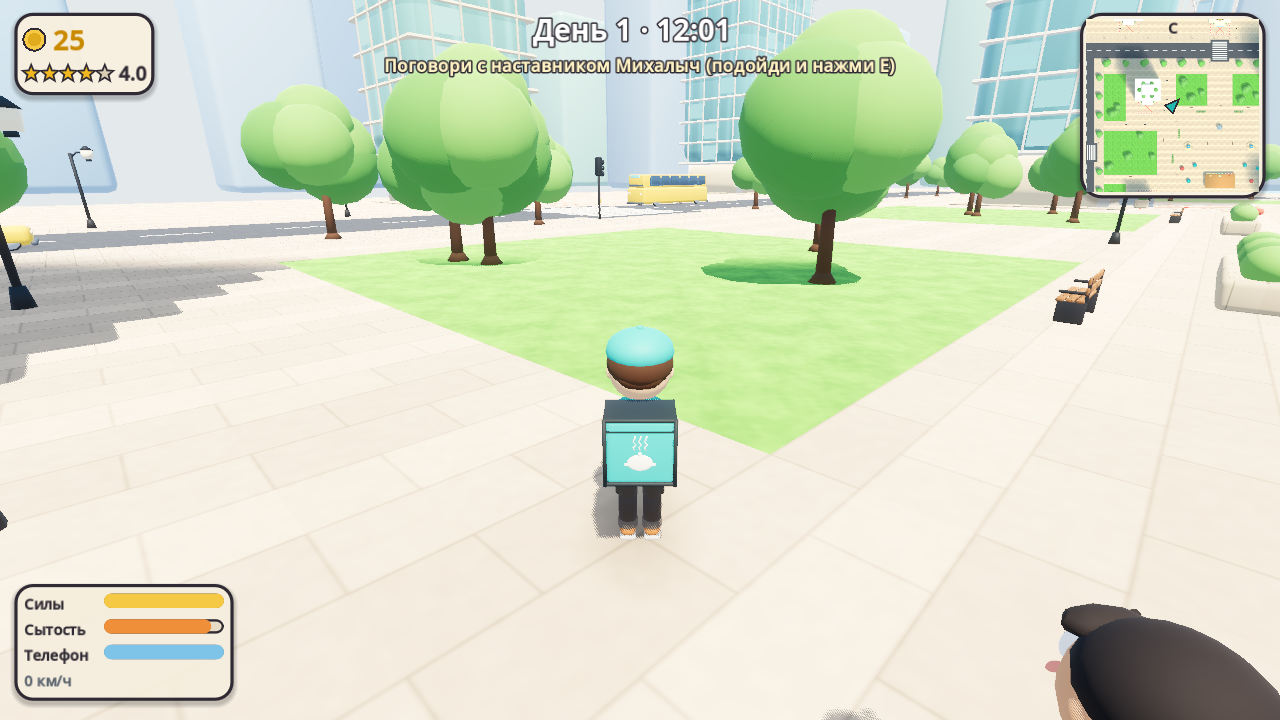 25
4.0
День 1 · 12:01
Поговори с наставником Михалыч (подойди и нажми E)
С
Силы
Сытость
Телефон
0 км/ч